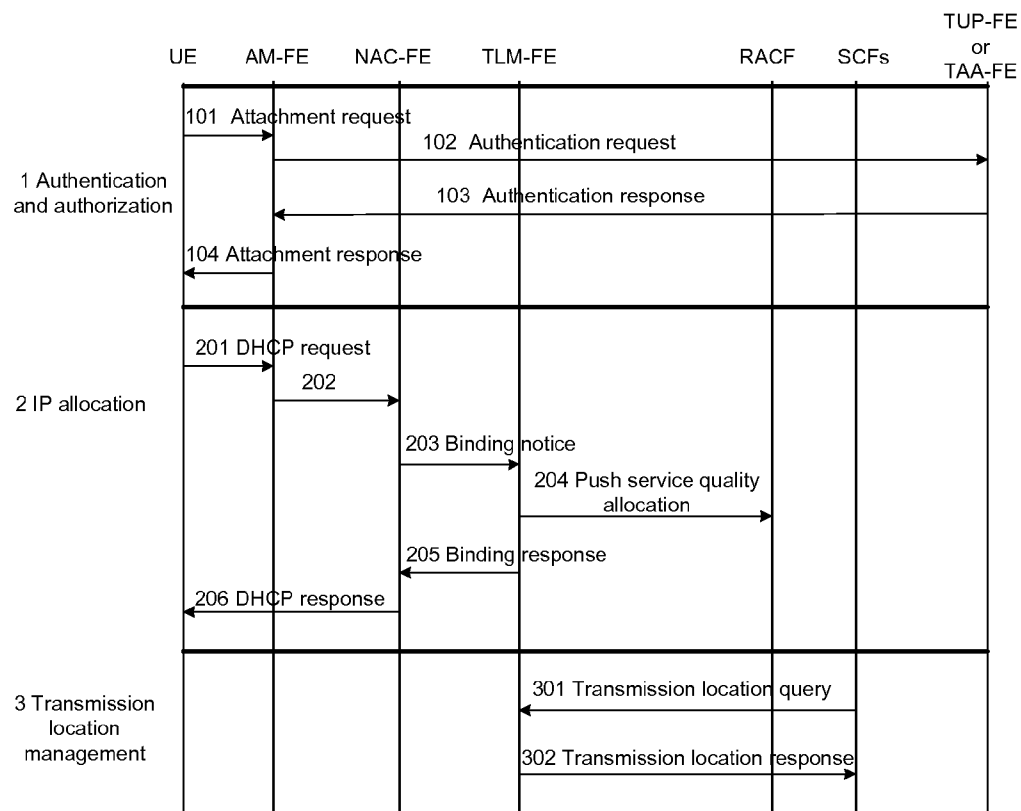 TUP-FE
or
TAA-FE
UE AM-FE NAC-FE TLM-FE RACF SCFs
101 Attachment request
102 Authentication request
1 Authentication
and authorization
103 Authentication response
104 Attachment response
201 DHCP request
202
2 IP allocation
203 Binding notice
204 Push service quality
allocation
205 Binding response
206 DHCP response
301 Transmission location query
3 Transmission
location
management
302 Transmission location response